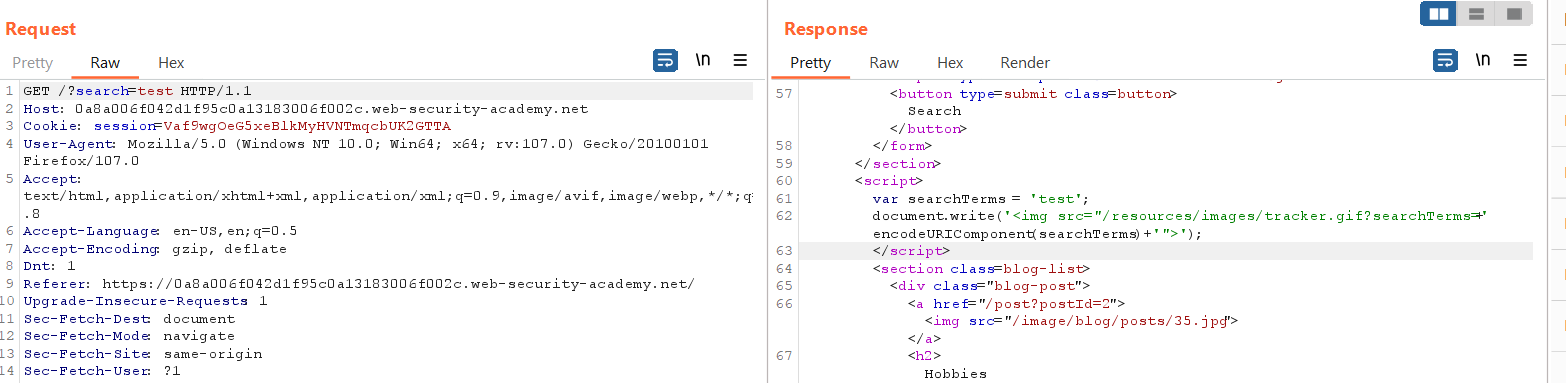 Request
Pretty Raw Hex \n
1 GET /?search=test HTTP/1.1
2 Host: 0a8a006f042d1f95c0a13183006f002c.web-security-academy.net
3 Cookie: session=Vaf9wgOeG5xeBlkMyHVNTmqcbUK2GTTA
4 User-Agent: Mozilla/5.0 (Windows NT 10.0; Win64; x64; rv:107.0) Gecko/20100101
Firefox/107.0
5 Accept:
text/html,application/xhtml+xml,application/xml;q=0.9,image/avif,image/webp,*/*;q=
.8
6 Accept-Language: en-US,en;q=0.5
7 Accept-Encoding: gzip, deflate
8 Dnt: 1
9 Referer: https://0a8a006f042d1f95c0a13183006f002c.web-security-academy.net/
10 Upgrade-Insecure-Requests: 1
11 Sec-Fetch-Dest: document
12 Sec-Fetch-Mode: navigate
13 Sec-Fetch-Site: same-origin
14 Sec-Fetch-User: ?1
Response
Pretty Raw Hex Render \n
57 <button type=submit class=button>
Search
</button>
58 </form>
59 </section>
60 <script>
61 var searchTerms = 'test';
62 document.write('<img src="/resources/images/tracker.gif?searchTerms='+
encodeURIComponent(searchTerms)+'">');
63 </script>
64 <section class=blog-list>
65 <div class="blog-post">
66 <a href="/post?postId=2">
<img src="/image/blog/posts/35.jpg">
</a>
67 <h2>
Hobbies